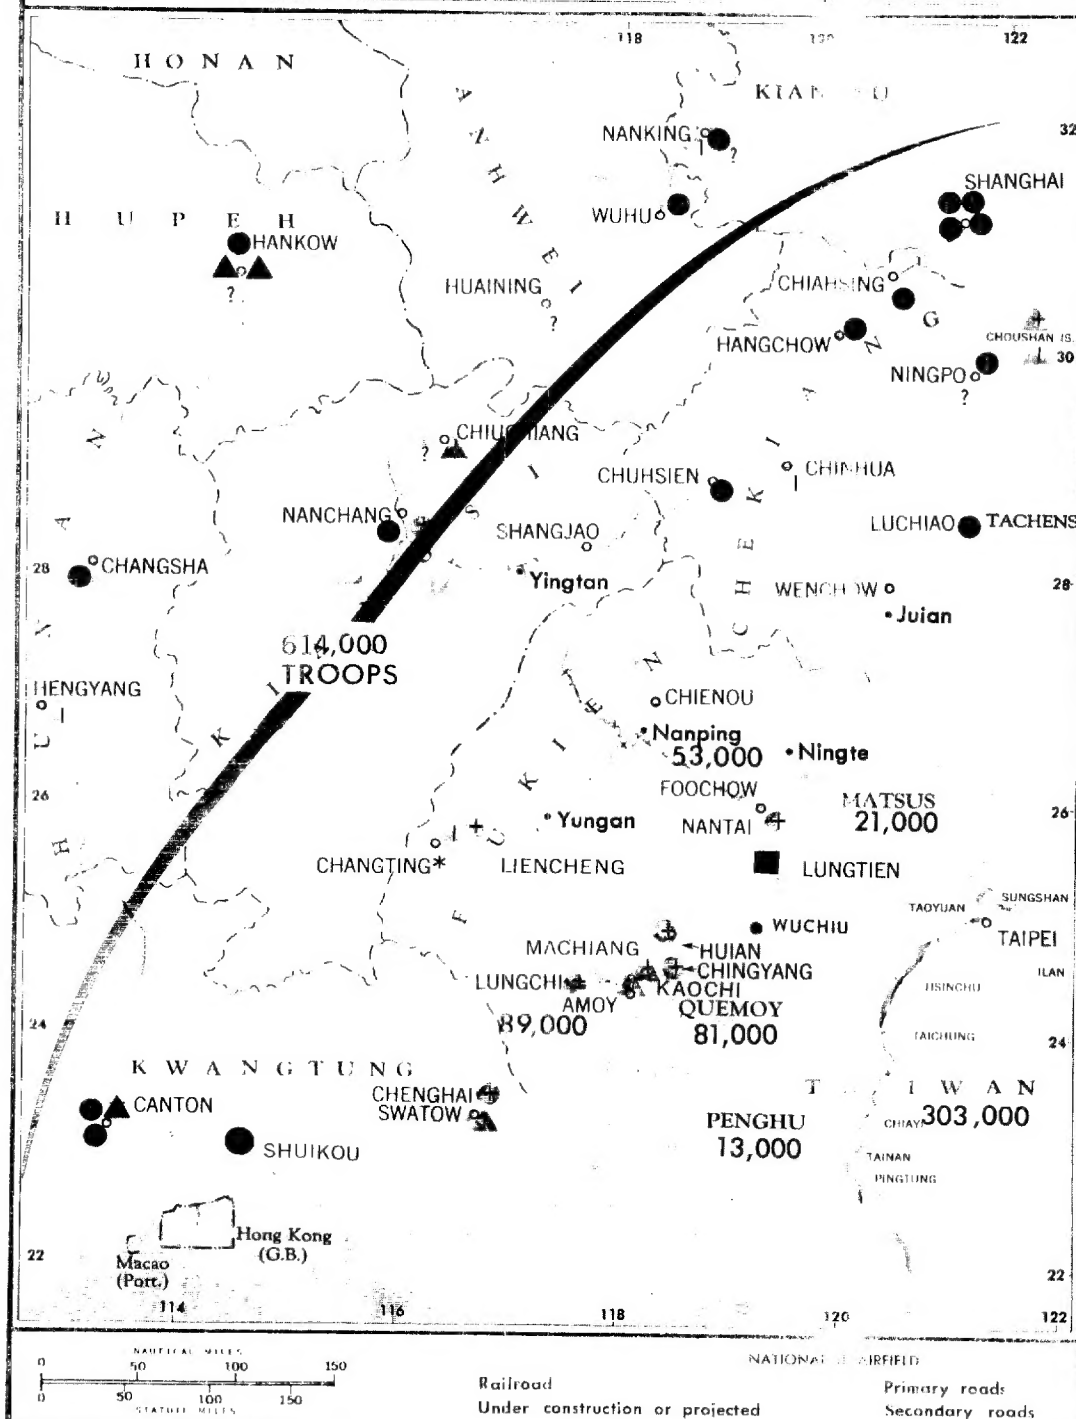 118 122
HONAN
ANHWEI
32
NANKING
?
WUHU
SHANGHAI
HUPEH
HANKOW
?
HUAINING
?
CHIAHSING
HANGCHOW
CHOUSHAN IS.
30
NINGPO
?
CHIUCHIANG
?
CHUHSIEN
CHINHUA
NANCHANG
SHANGJAO
LUCHIAO TACHENS
28 CHANGSHA
Yingtan
WENCHOW
28
Juian
614,000
TROOPS
HENGYANG
CHEKIANG
KIANGSI
HUNAN
FUKIEN
CHIENOU
Nanping
53,000
Ningte
26
FOOCHOW
MATSUS
21,000
26
NANTAI
Yungan
CHANGTING*
LIENCHENG
LUNGTIEN
SUNGSHAN
TAOYUAN
WUCHIU
TAIPEI
MACHIANG
HUIAN
CHINGYANG
ILAN
LUNGCHI
KAOCHI
HSINCHU
AMOY
89,000
QUEMOY
81,000
24
TAICHUNG
24
KWANGTUNG
CHENGHAI
SWATOW
CANTON
PENGHU
13,000
303,000
SHUIKOU
TAINAN
PINGTUNG
Hong Kong
(G.B.)
Macao
(Port.)
22
22
114 116 118 120 122
NAUTICAL MILES
0 50 100 150
0 50 100 150
STATUTE MILES
AIRFIELD
Railroad
Under construction or projected
Primary roads
Secondary roads